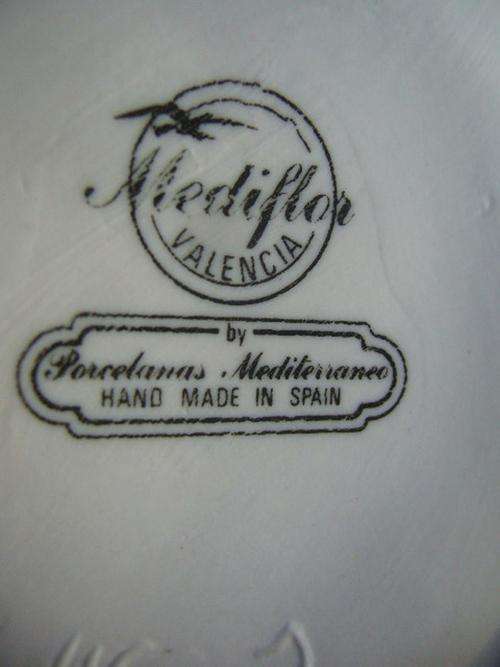 Mediflor
VALENCIA
by
Porcelanas Mediterraneo
HAND MADE IN SPAIN